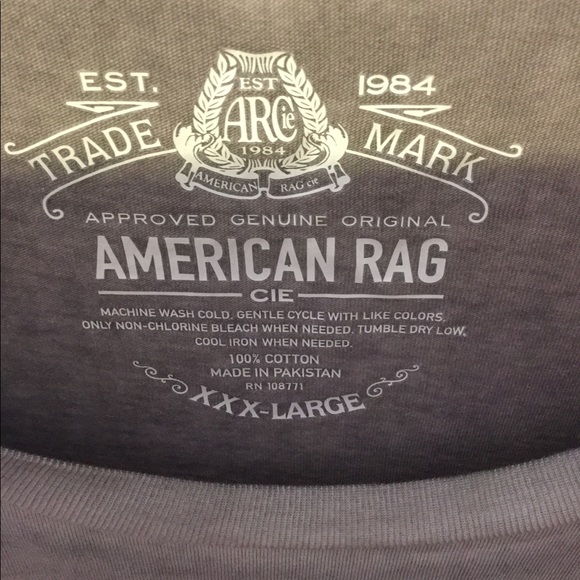 EST. 1984
EST
ARCie
1984
TRADE MARK
AMERICAN RAG cie
APPROVED GENUINE ORIGINAL
AMERICAN RAG
CIE
MACHINE WASH COLD, GENTLE CYCLE WITH LIKE COLORS,
ONLY NON-CHLORINE BLEACH WHEN NEEDED. TUMBLE DRY LOW.
COOL IRON WHEN NEEDED.
100% COTTON
MADE IN PAKISTAN
RN 108771
XXX-LARGE